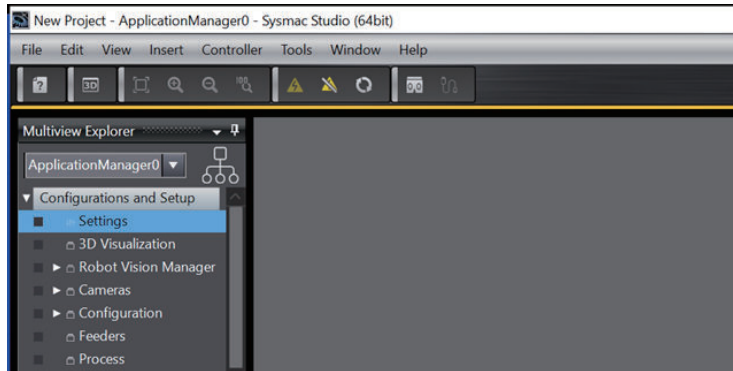 New Project - ApplicationManager0 - Sysmac Studio (64bit)
File Edit View Insert Controller Tools Window Help
? 3D 100%
Multiview Explorer
ApplicationManager0
Configurations and Setup
Settings
3D Visualization
Robot Vision Manager
Cameras
Configuration
Feeders
Process